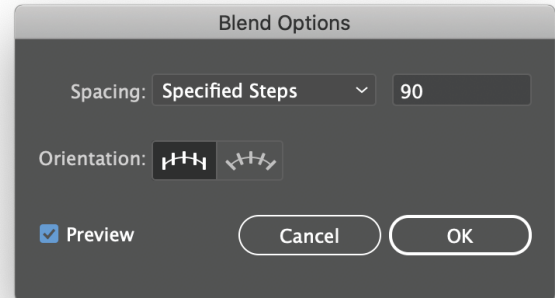 Blend Options
Spacing: Specified Steps 90
Orientation:
Preview Cancel OK